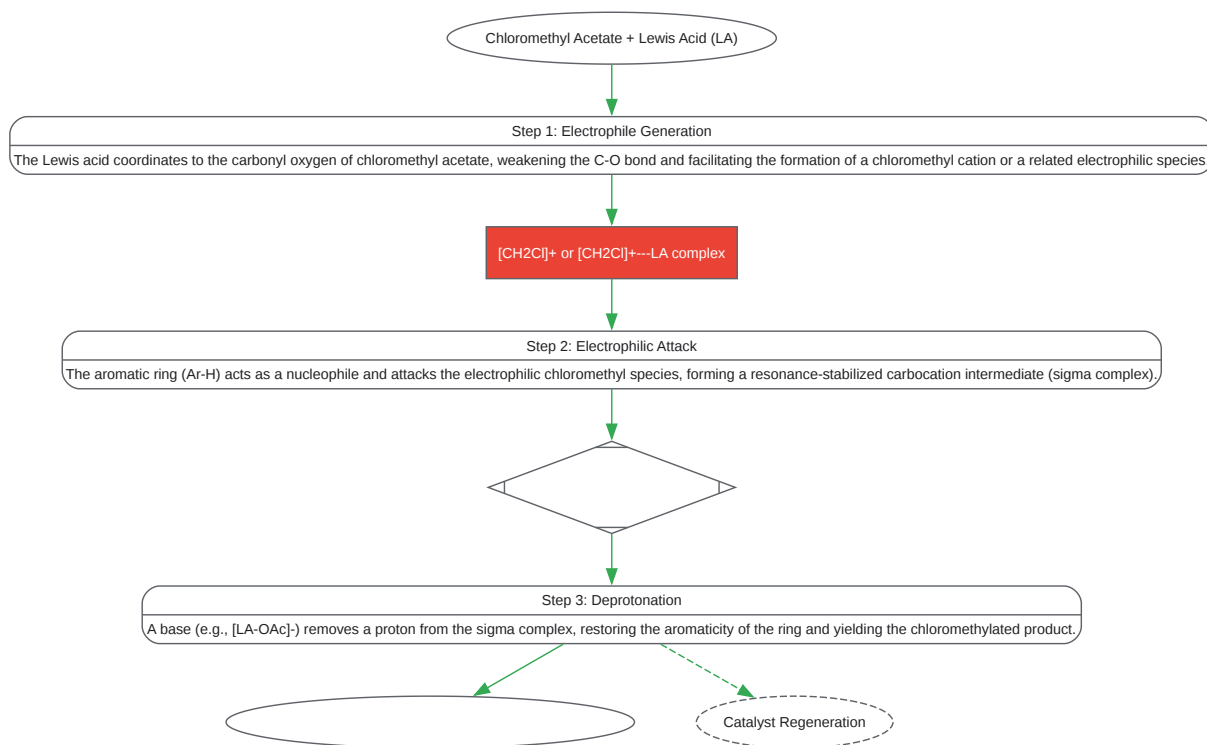 Chloromethyl Acetate + Lewis Acid (LA)
Step 1: Electrophile Generation
The Lewis acid coordinates to the carbonyl oxygen of chloromethyl acetate, weakening the C-O bond and facilitating the formation of a chloromethyl cation or a related electrophilic species.
[CH2Cl]+ or [CH2Cl]+---LA complex
Step 2: Electrophilic Attack
The aromatic ring (Ar-H) acts as a nucleophile and attacks the electrophilic chloromethyl species, forming a resonance-stabilized carbocation intermediate (sigma complex).
Step 3: Deprotonation
A base (e.g., [LA-OAc]-) removes a proton from the sigma complex, restoring the aromaticity of the ring and yielding the chloromethylated product.
Catalyst Regeneration